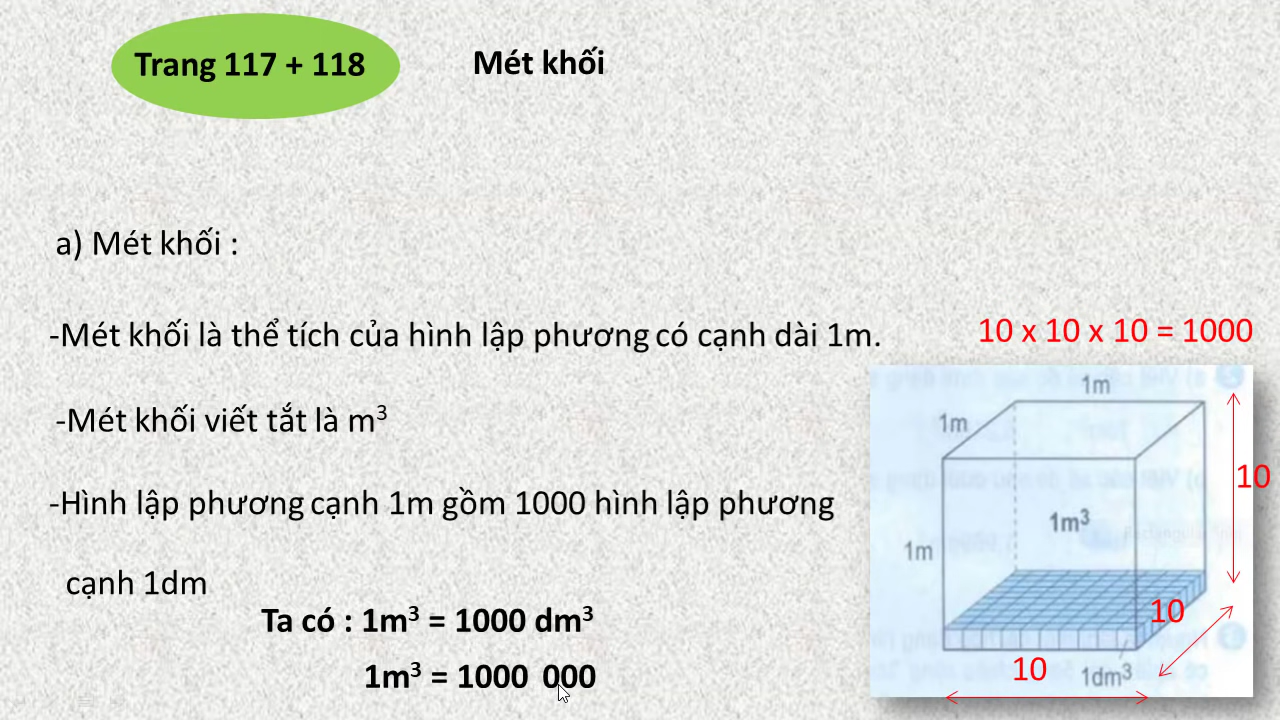 Trang 117 + 118
Mét khối
a) Mét khối :
-Mét khối là thể tích của hình lập phương có cạnh dài 1m.
10 x 10 x 10 = 1000
-Mét khối viết tắt là m³
-Hình lập phương cạnh 1m gồm 1000 hình lập phương
cạnh 1dm
Ta có : 1m³ = 1000 dm³
1m³ = 1000 000
1m
1m
10
1m³
1m
10
10
1dm³